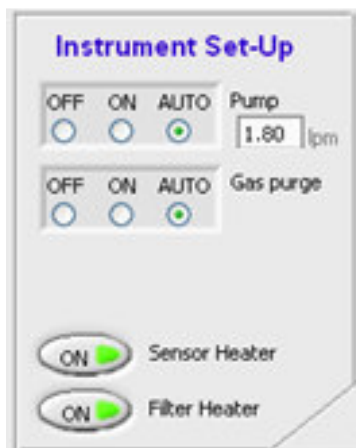 Instrument Set-Up
OFF ON AUTO Pump
1.80 lpm
OFF ON AUTO Gas purge
ON Sensor Heater
ON Filter Heater